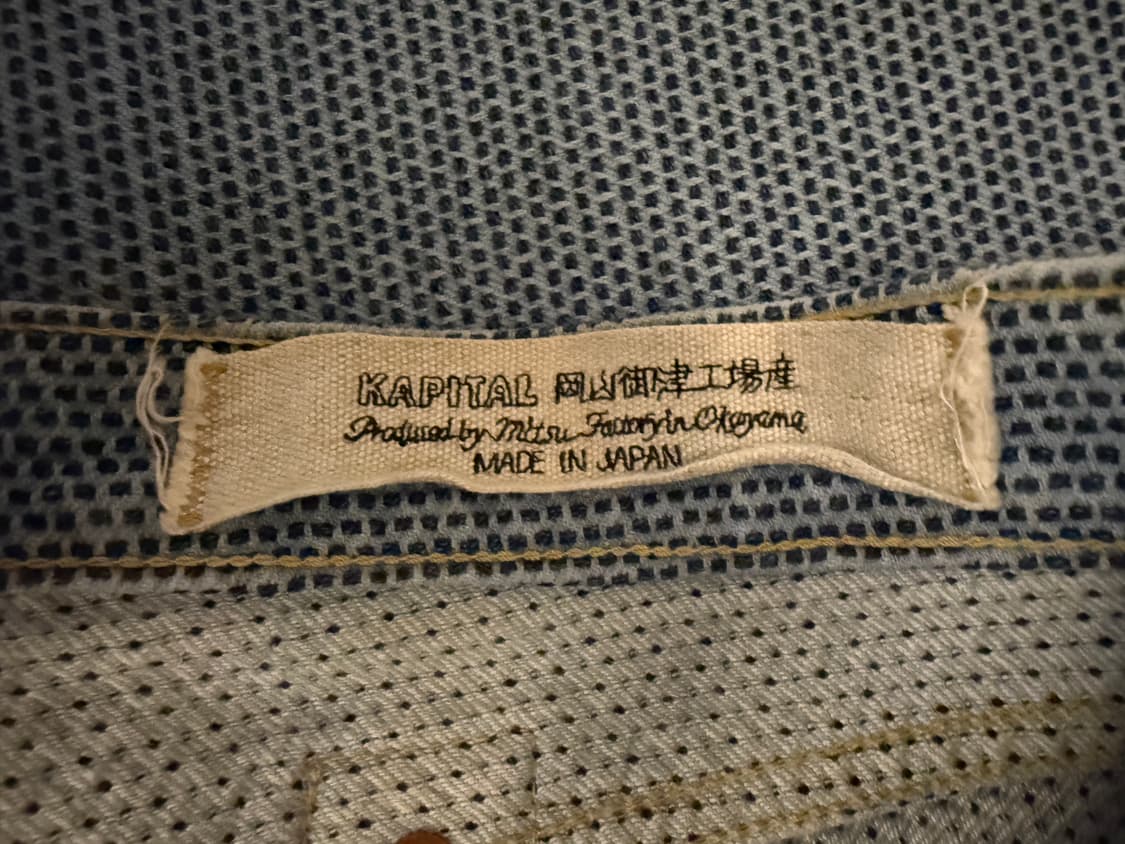 KAPITAL 岡山御津工場産
Produced by Mitsu Factory in Okayama
MADE IN JAPAN